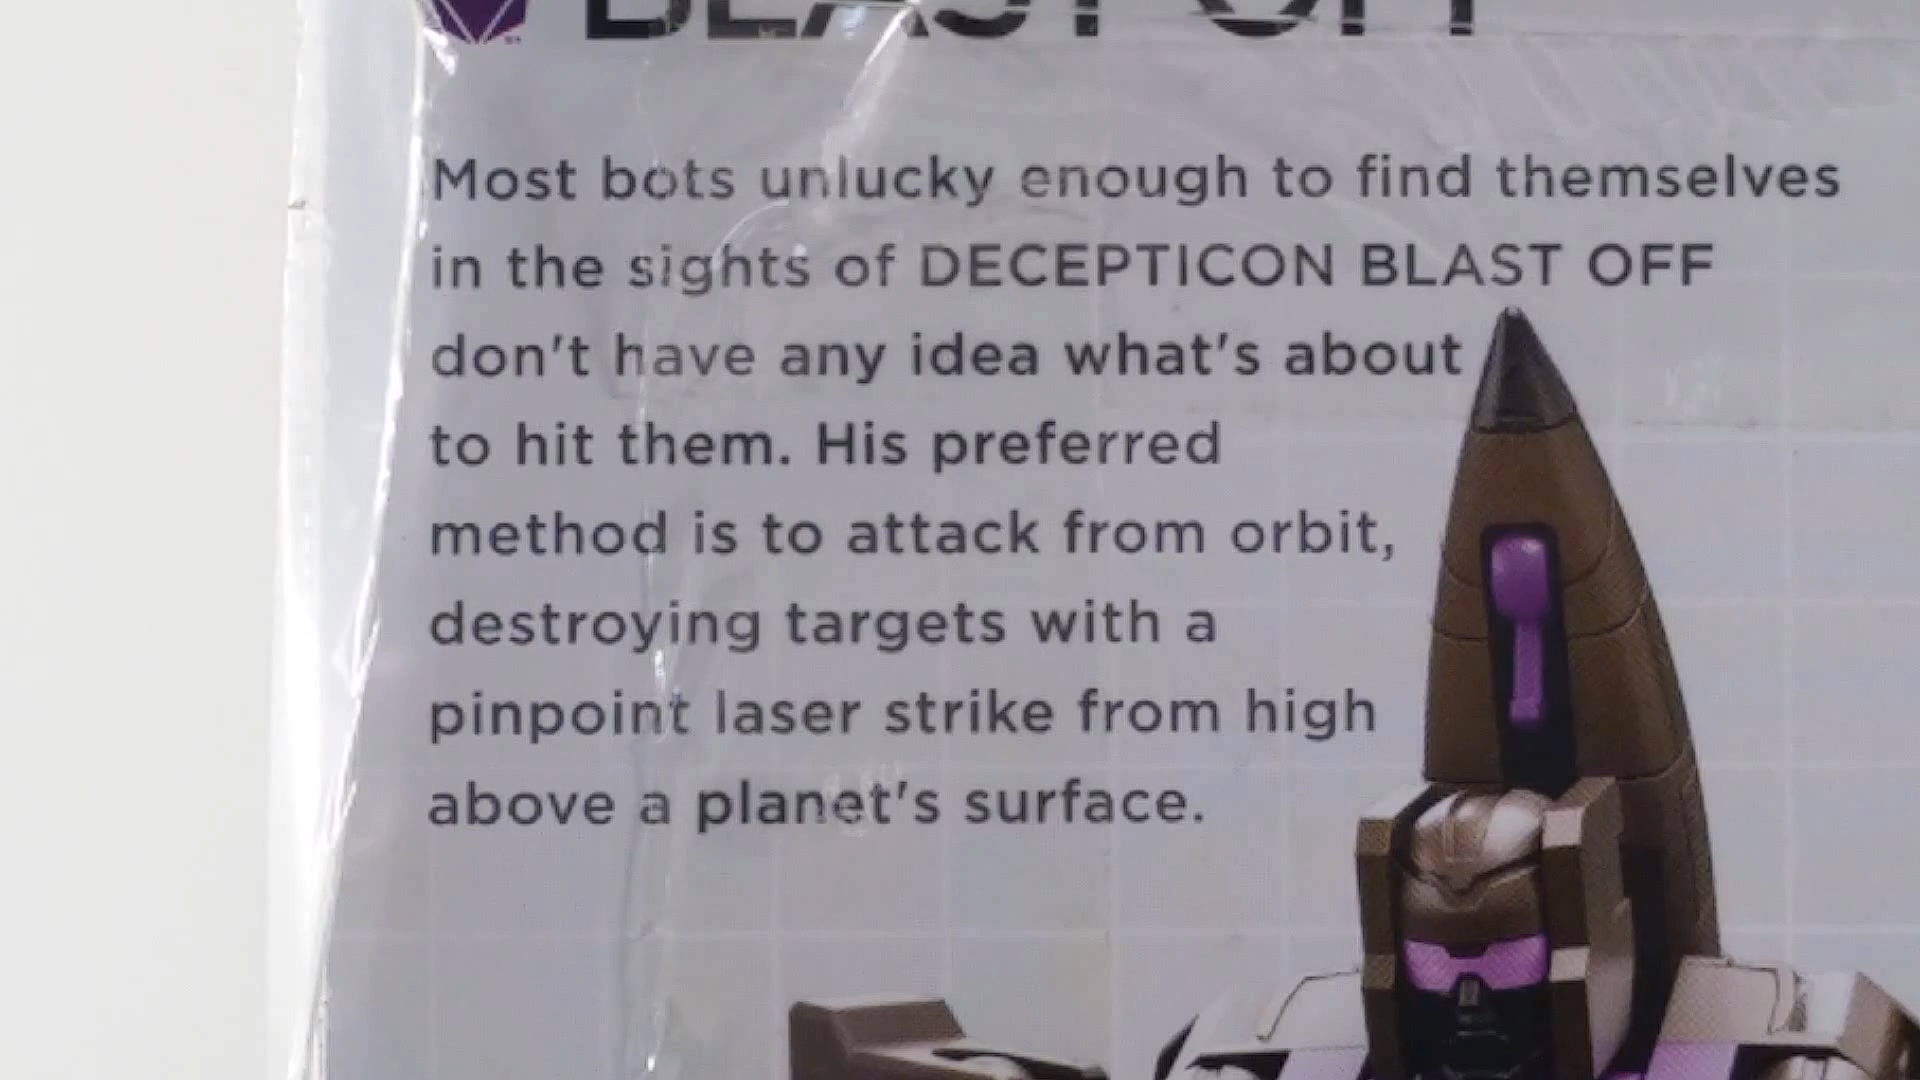 BLAST OFF
Most bots unlucky enough to find themselves
in the sights of DECEPTICON BLAST OFF
don't have any idea what's about
to hit them. His preferred
method is to attack from orbit,
destroying targets with a
pinpoint laser strike from high
above a planet's surface.